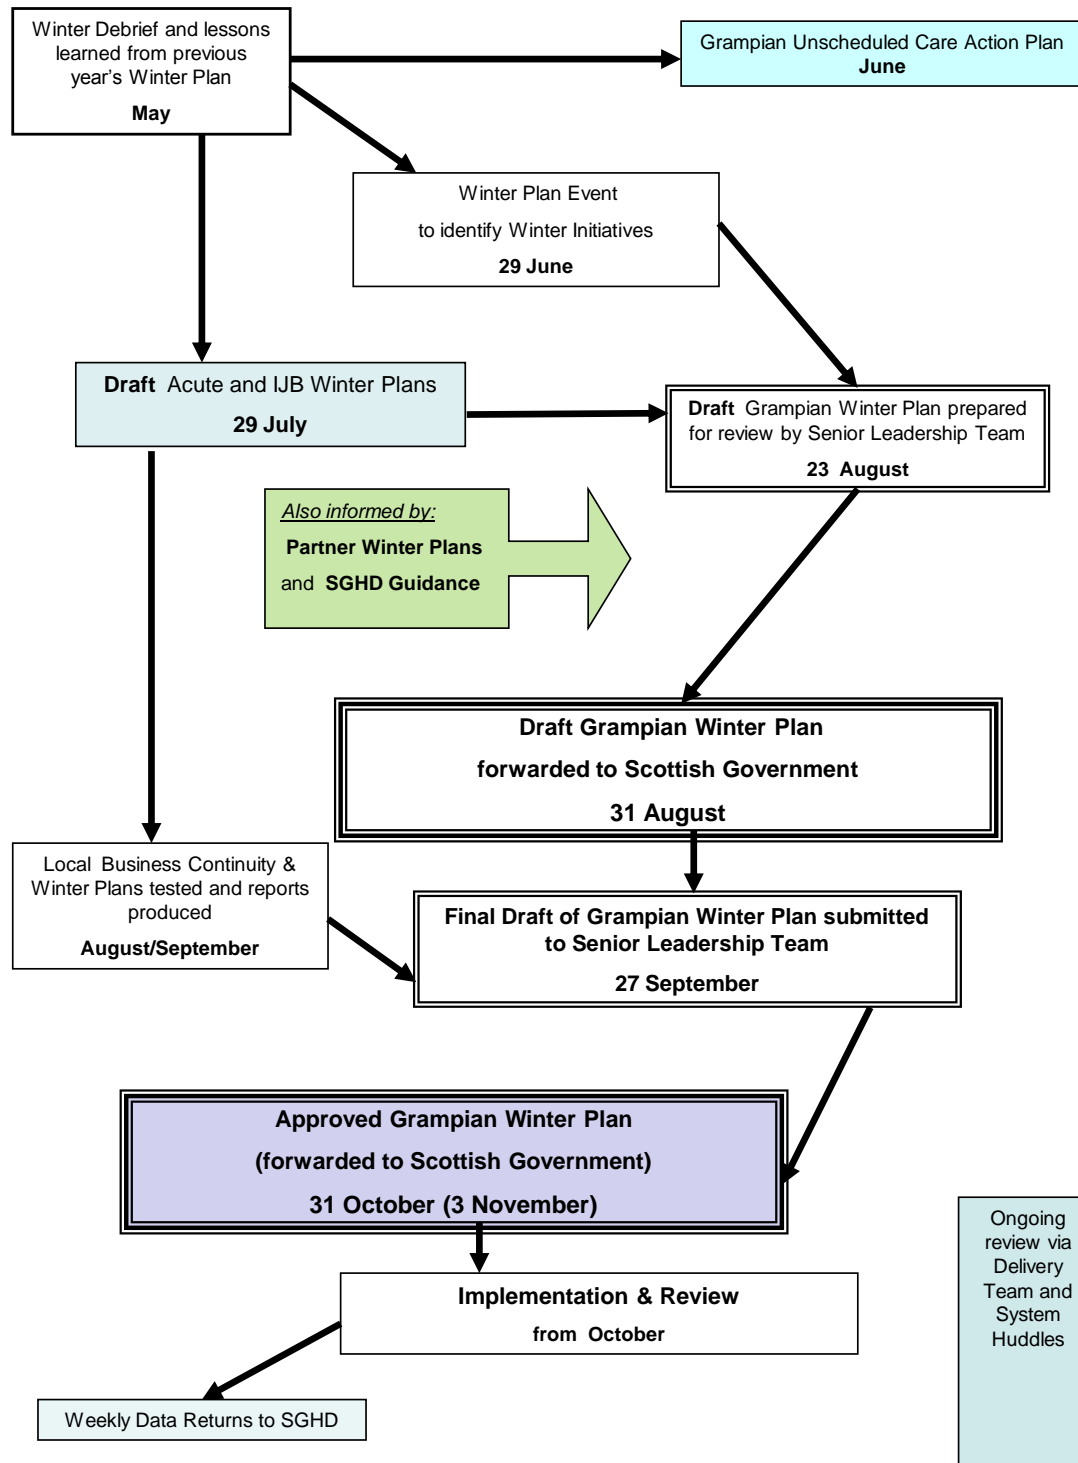 Winter Debrief and lessons
learned from previous
year's Winter Plan
May
Grampian Unscheduled Care Action Plan
June
Winter Plan Event
to identify Winter Initiatives
29 June
Draft Acute and IJB Winter Plans
29 July
Draft Grampian Winter Plan prepared
for review by Senior Leadership Team
23 August
Also informed by:
Partner Winter Plans
and SGHD Guidance
Draft Grampian Winter Plan
forwarded to Scottish Government
31 August
Local Business Continuity &
Winter Plans tested and reports
produced
August/September
Final Draft of Grampian Winter Plan submitted
to Senior Leadership Team
27 September
Approved Grampian Winter Plan
(forwarded to Scottish Government)
31 October (3 November)
Ongoing
review via
Delivery
Team and
System
Huddles
Implementation & Review
from October
Weekly Data Returns to SGHD